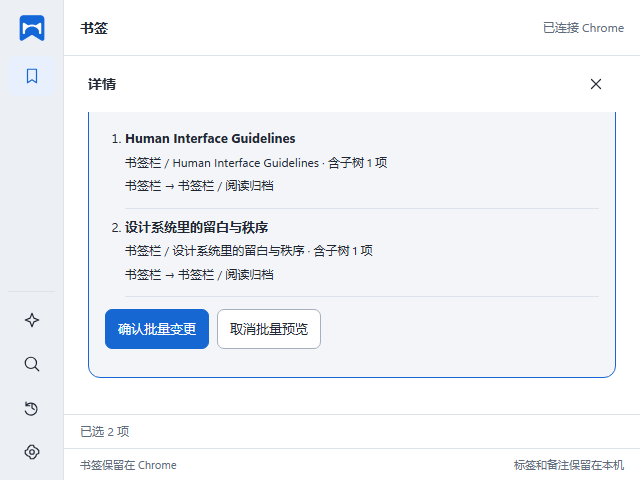 书签
已连接 Chrome
详情
1. Human Interface Guidelines
书签栏 / Human Interface Guidelines · 含子树 1 项
书签栏 → 书签栏 / 阅读归档
2. 设计系统里的留白与秩序
书签栏 / 设计系统里的留白与秩序 · 含子树 1 项
书签栏 → 书签栏 / 阅读归档
确认批量变更
取消批量预览
已选 2 项
书签保留在 Chrome
标签和备注保留在本机